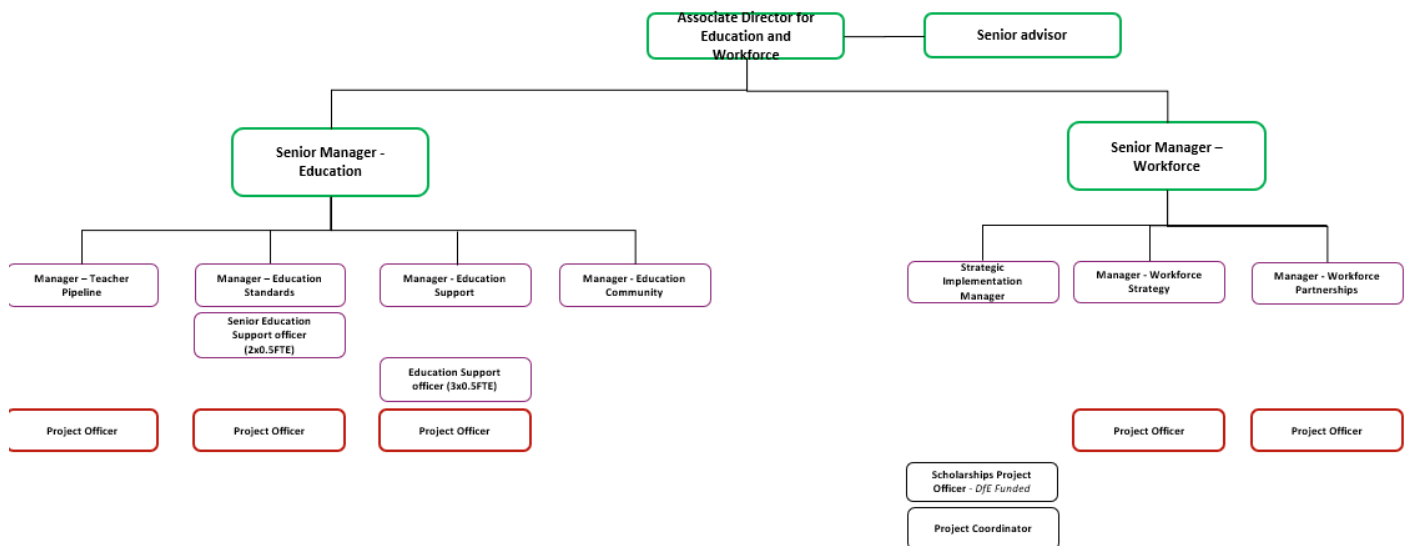 Associate Director for
Education and
Workforce
Senior advisor
Senior Manager -
Education
Senior Manager –
Workforce
Manager – Teacher
Pipeline
Manager – Education
Standards
Manager - Education
Support
Manager - Education
Community
Strategic
Implementation
Manager
Manager - Workforce
Strategy
Manager - Workforce
Partnerships
Senior Education
Support officer
(2x0.5FTE)
Education Support
officer (3x0.5FTE)
Project Officer
Project Officer
Project Officer
Project Officer
Project Officer
Scholarships Project
Officer - DfE Funded
Project Coordinator